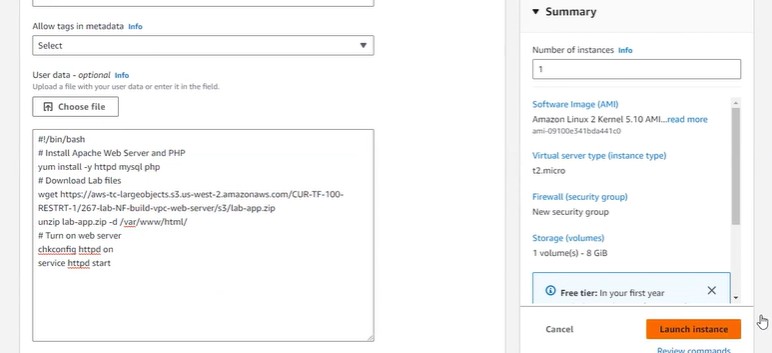 Allow tags in metadata Info
Select
User data - optional Info
Upload a file with your user data or enter it in the field.
Choose file
#!/bin/bash
# Install Apache Web Server and PHP
yum install -y httpd mysql php
# Download Lab files
wget https://aws-tc-largeobjects.s3.us-west-2.amazonaws.com/CUR-TF-100-
RESTRT-1/267-lab-NF-build-vpc-web-server/s3/lab-app.zip
unzip lab-app.zip -d /var/www/html/
# Turn on web server
chkconfig httpd on
service httpd start
Summary
Number of instances Info
1
Software Image (AMI)
Amazon Linux 2 Kernel 5.10 AMI...read more
ami-09100e341bda441c0
Virtual server type (instance type)
t2.micro
Firewall (security group)
New security group
Storage (volumes)
1 volume(s) - 8 GiB
Free tier: In your first year
Cancel
Launch instance
Review commands